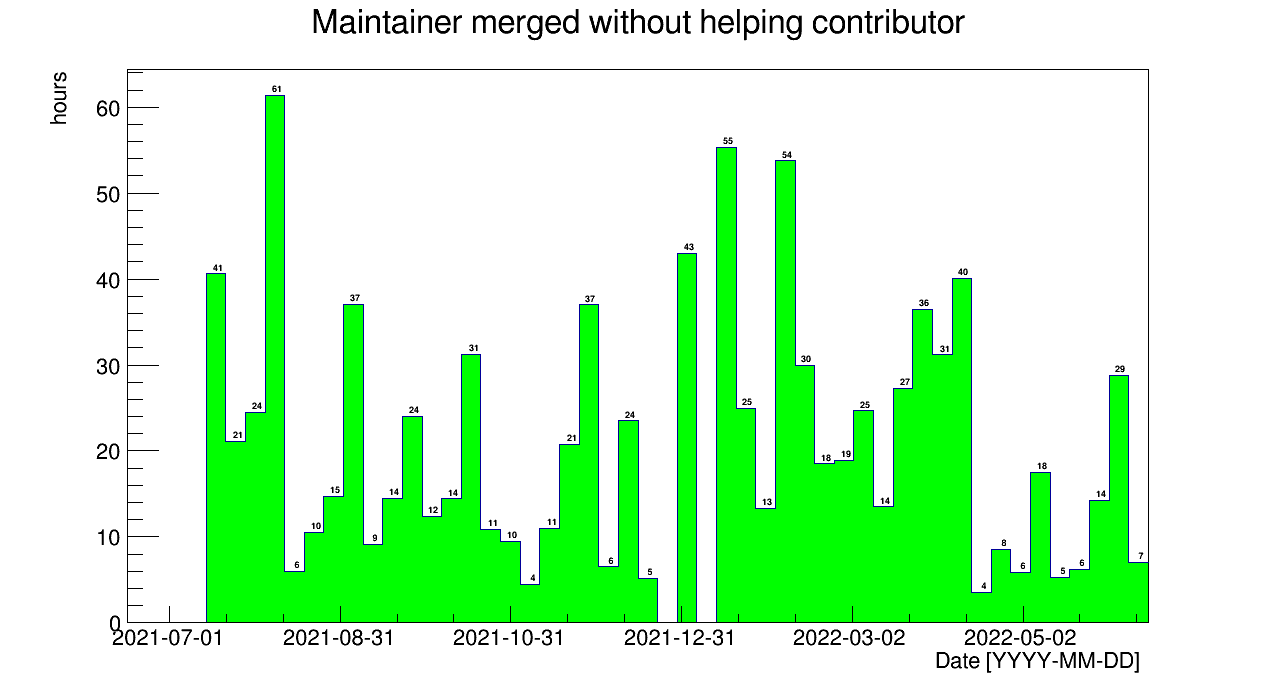 Maintainer merged without helping contributor
hours
60
50
40
30
20
10
0
41 21 24 61 6 10 15 37 9 14 24 12 14 31 11 10 4 11 21 37 6 24 5 43 55 25 13 54 30 18 19 25 14 27 36 31 40 4 8 6 18 5 6 14 29 7
2021-07-01 2021-08-31 2021-10-31 2021-12-31 2022-03-02 2022-05-02
Date [YYYY-MM-DD]